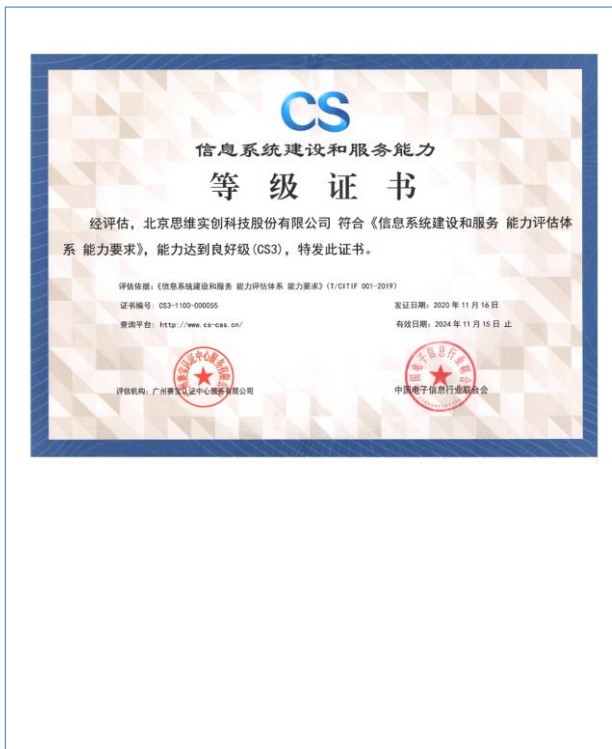 CS
信息系统建设和服务能力
等级证书
经评估，北京思维实创科技股份有限公司 符合《信息系统建设和服务 能力评估体
系 能力要求》，能力达到良好级(CS3)，特发此证书。
评估依据：《信息系统建设和服务 能力评估体系 能力要求》(T/CITIF 001-2019)
证书编号：CS3-1100-000055
发证日期：2020 年 11 月 16 日
查询平台：http://www.cs-cas.cn/
有效日期：2024 年 11 月 15 日 止
评估机构：广州赛宝认证中心服务有限公司
中国电子信息行业联合会